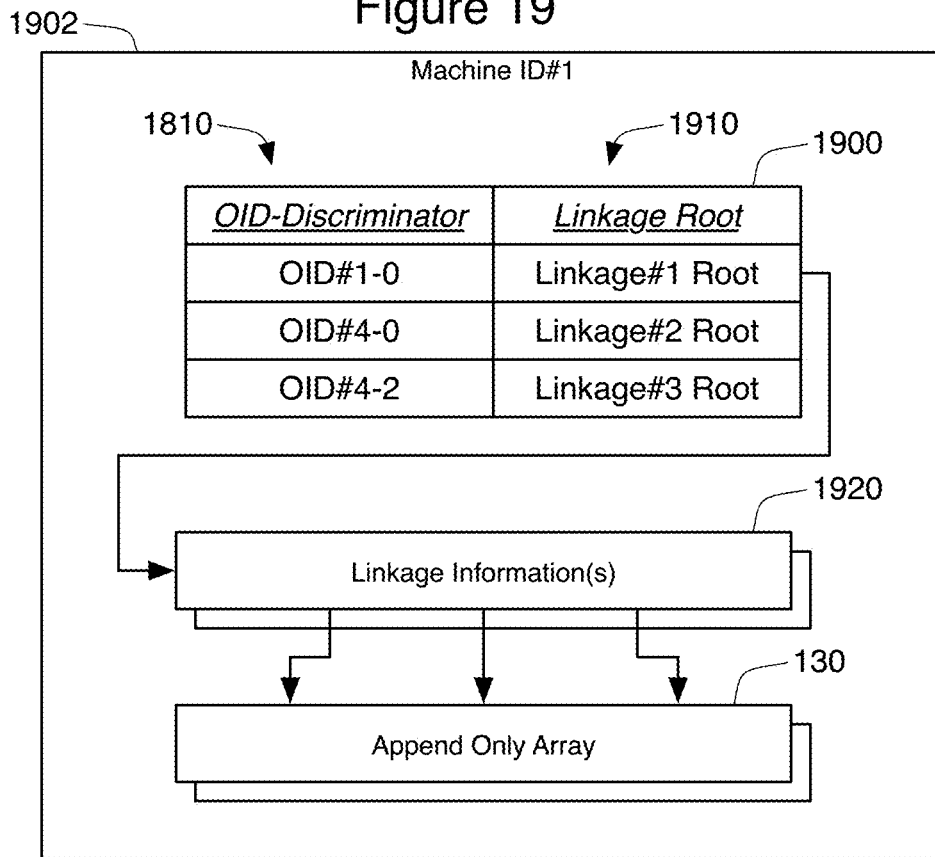 Figure 19
1902
Machine ID#1
1810
1910
1900
OID-Discriminator
Linkage Root
OID#1-0
Linkage#1 Root
OID#4-0
Linkage#2 Root
OID#4-2
Linkage#3 Root
1920
Linkage Information(s)
130
Append Only Array